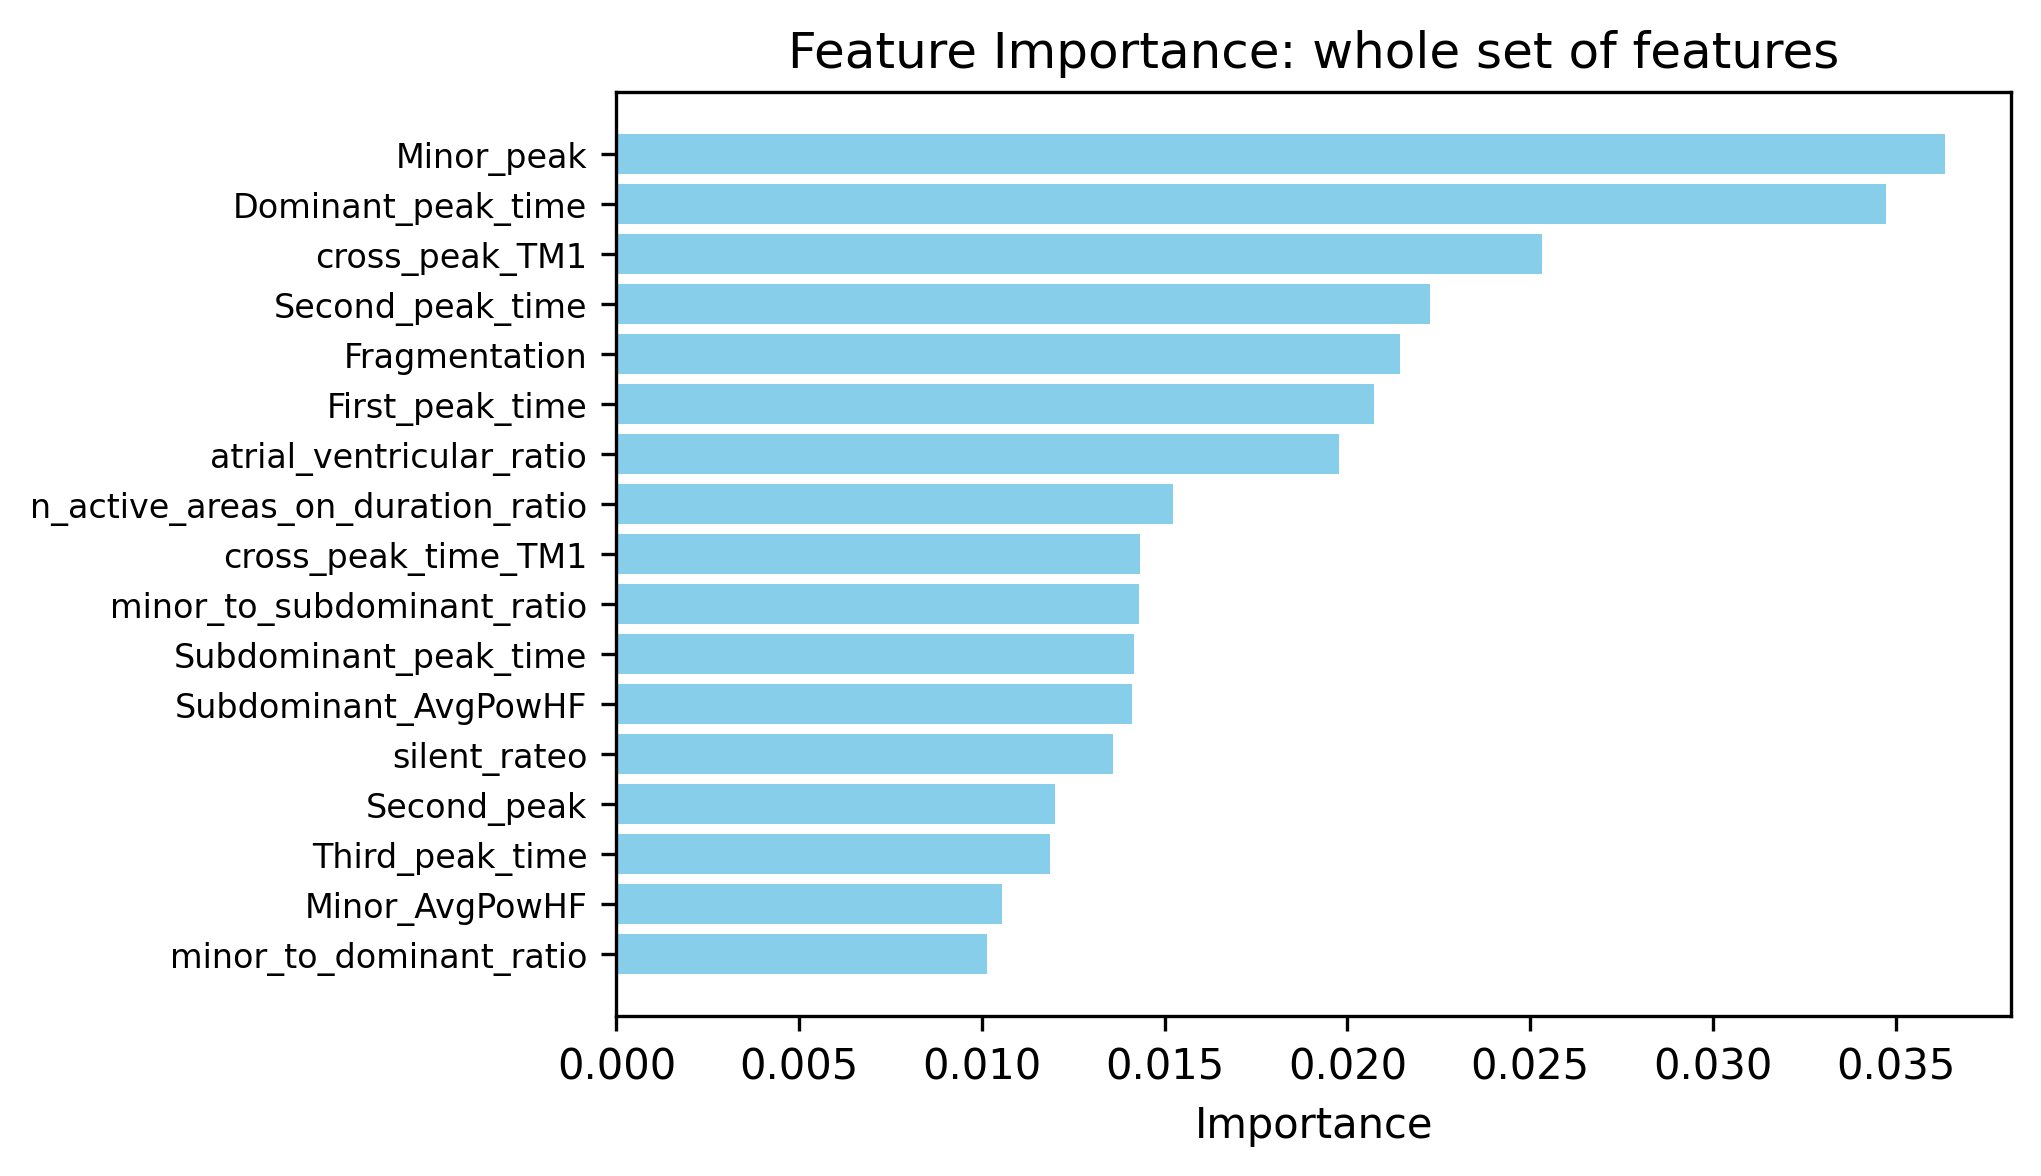 Feature Importance: whole set of features
Minor_peak
Dominant_peak_time
cross_peak_TM1
Second_peak_time
Fragmentation
First_peak_time
atrial_ventricular_ratio
n_active_areas_on_duration_ratio
cross_peak_time_TM1
minor_to_subdominant_ratio
Subdominant_peak_time
Subdominant_AvgPowHF
silent_rateo
Second_peak
Third_peak_time
Minor_AvgPowHF
minor_to_dominant_ratio
0.000 0.005 0.010 0.015 0.020 0.025 0.030 0.035
Importance